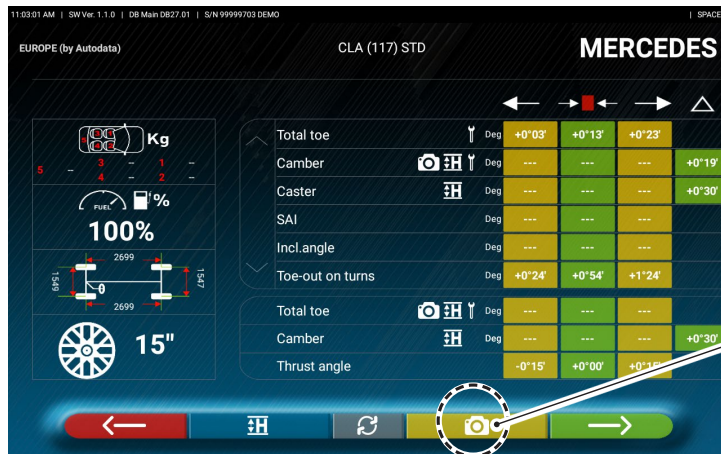 11:03:01 AM | SW Ver. 1.1.0 | DB Main DB27.01 | S/N 99999703 DEMO | SPACE
EUROPE (by Autodata) CLA (117) STD MERCEDES
Kg
3 – 1 –
5 –
4 – 2 –
FUEL %
100%
2699
1549 1547
2699
15"
Total toe Deg +0°03' +0°13' +0°23'
Camber H Deg --- --- --- +0°19'
Caster H Deg --- --- --- +0°30'
SAI Deg --- --- ---
Incl.angle Deg --- --- ---
Toe-out on turns Deg +0°24' +0°54' +1°24'
Total toe H Deg --- --- ---
Camber H Deg --- --- --- +0°30'
Thrust angle -0°15' +0°00' +0°15'
H